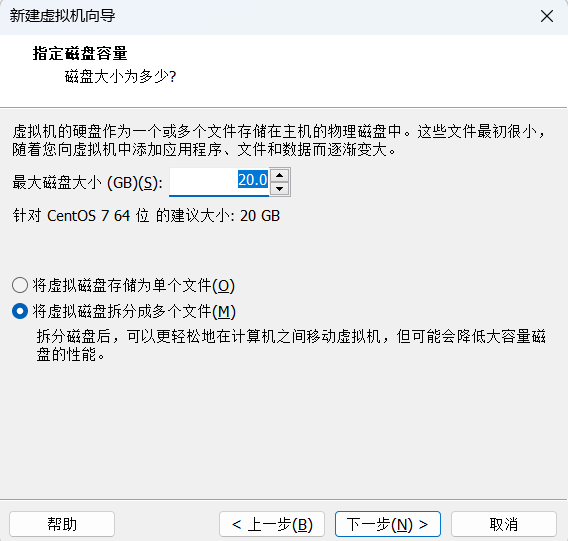 新建虚拟机向导
指定磁盘容量
磁盘大小为多少?
虚拟机的硬盘作为一个或多个文件存储在主机的物理磁盘中。这些文件最初很小，
随着您向虚拟机中添加应用程序、文件和数据而逐渐变大。
最大磁盘大小 (GB)(S): 20.0
针对 CentOS 7 64 位 的建议大小: 20 GB
将虚拟磁盘存储为单个文件(O)
将虚拟磁盘拆分成多个文件(M)
拆分磁盘后，可以更轻松地在计算机之间移动虚拟机，但可能会降低大容量磁
盘的性能。
帮助 < 上一步(B) 下一步(N) > 取消